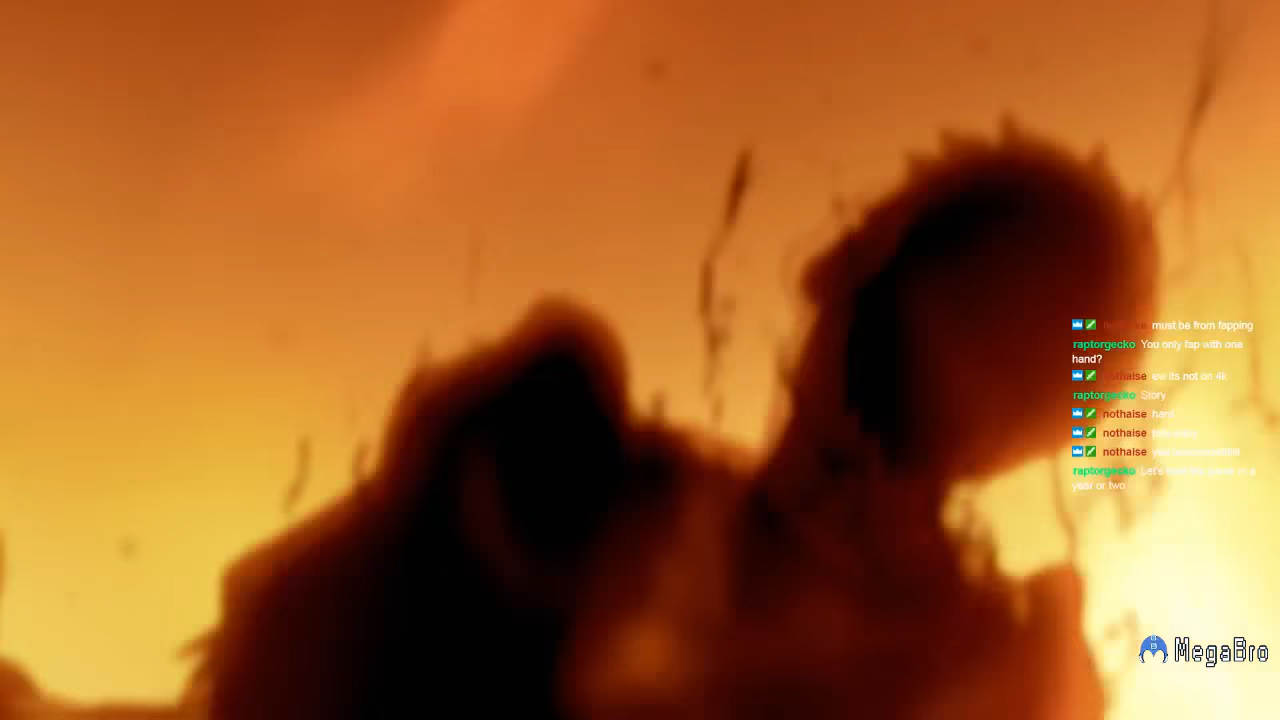 must be from fapping
raptorgecko You only fap with one
hand?
nothaise ew its not on 4k
raptorgecko Story
nothaise hard
nothaise
nothaise
raptorgecko Let's
year or two
MegaBro